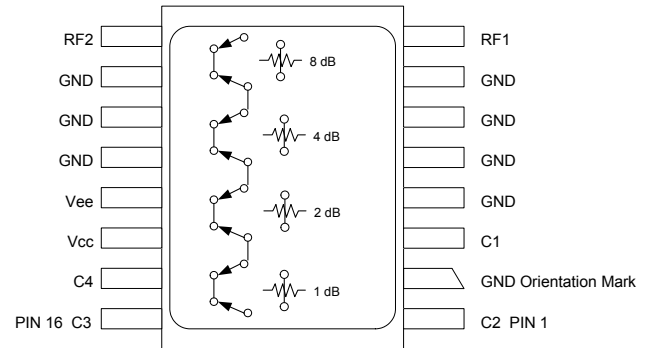 RF2
RF1
8 dB
GND
GND
GND
GND
4 dB
GND
GND
Vee
GND
2 dB
Vcc
C1
C4
GND Orientation Mark
1 dB
PIN 16 C3
C2 PIN 1